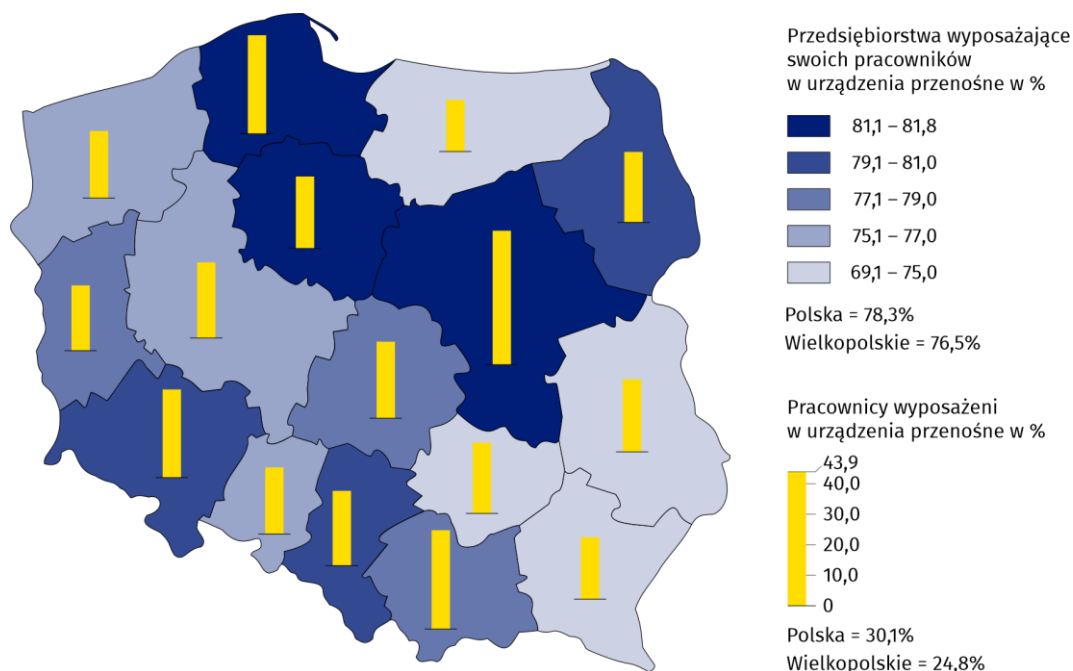 Przedsiębiorstwa wyposażające
swoich pracowników
w urządzenia przenośne w %
81,1 – 81,8
79,1 – 81,0
77,1 – 79,0
75,1 – 77,0
69,1 – 75,0
Polska = 78,3%
Wielkopolskie = 76,5%
Pracownicy wyposażeni
w urządzenia przenośne w %
43,9
40,0
30,0
20,0
10,0
0
Polska = 30,1%
Wielkopolskie = 24,8%